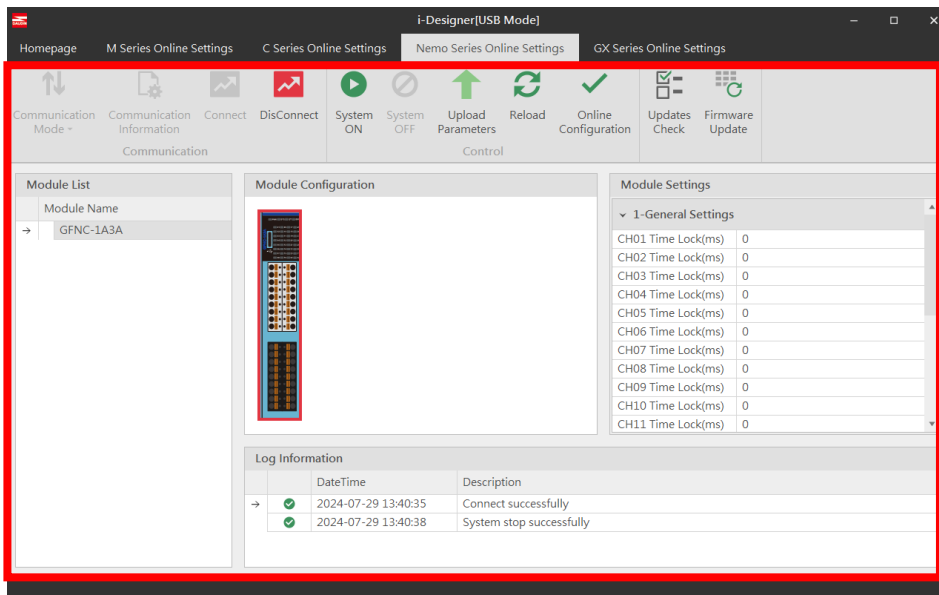 i-Designer[USB Mode]
Homepage M Series Online Settings C Series Online Settings Nemo Series Online Settings GX Series Online Settings
Communication Mode Communication Information Connect DisConnect System ON System OFF Upload Parameters Reload Online Configuration Updates Check Firmware Update
Communication Control
Module List
Module Name
GFNC-1A3A
Module Configuration
Module Settings
1-General Settings
CH01 Time Lock(ms) 0
CH02 Time Lock(ms) 0
CH03 Time Lock(ms) 0
CH04 Time Lock(ms) 0
CH05 Time Lock(ms) 0
CH06 Time Lock(ms) 0
CH07 Time Lock(ms) 0
CH08 Time Lock(ms) 0
CH09 Time Lock(ms) 0
CH10 Time Lock(ms) 0
CH11 Time Lock(ms) 0
Log Information
DateTime Description
2024-07-29 13:40:35 Connect successfully
2024-07-29 13:40:38 System stop successfully